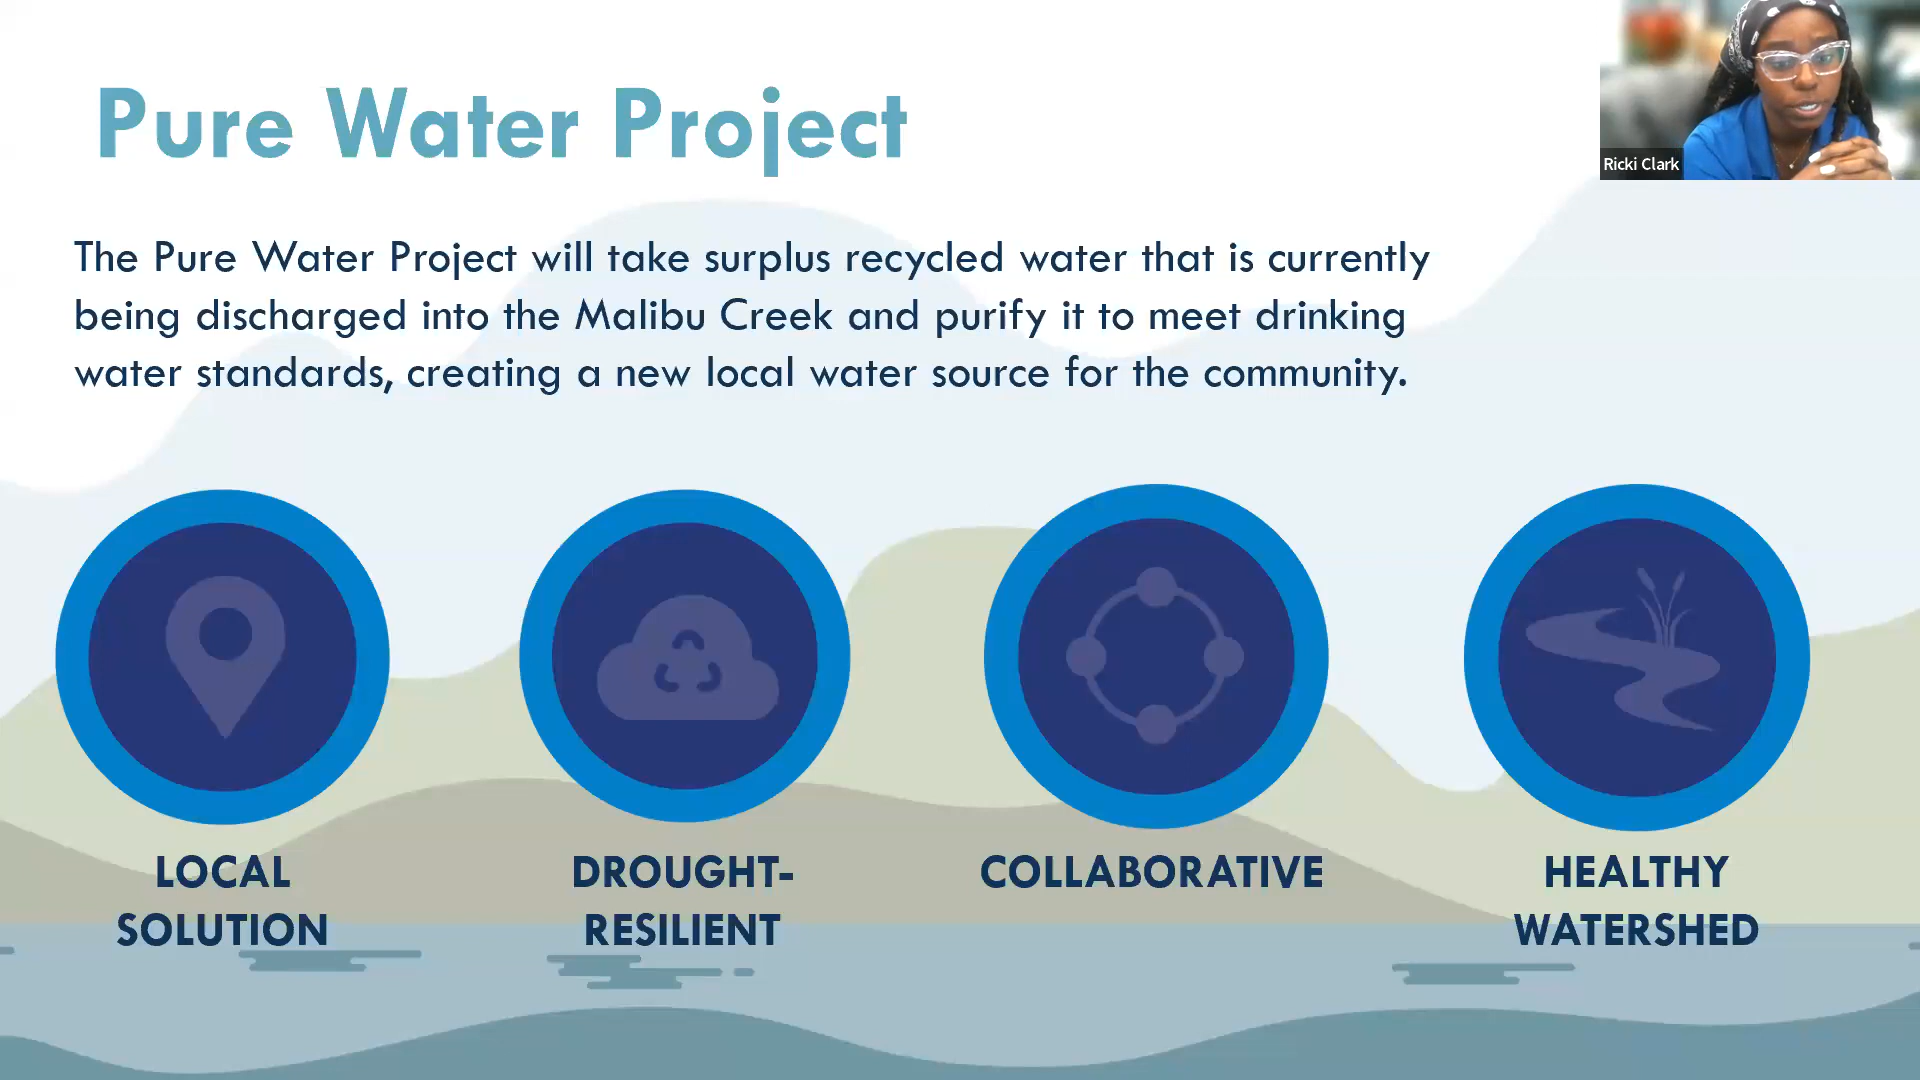 Pure Water Project
Ricki Clark
The Pure Water Project will take surplus recycled water that is currently
being discharged into the Malibu Creek and purify it to meet drinking
water standards, creating a new local water source for the community.
LOCAL
SOLUTION
DROUGHT-
RESILIENT
COLLABORATIVE
HEALTHY
WATERSHED